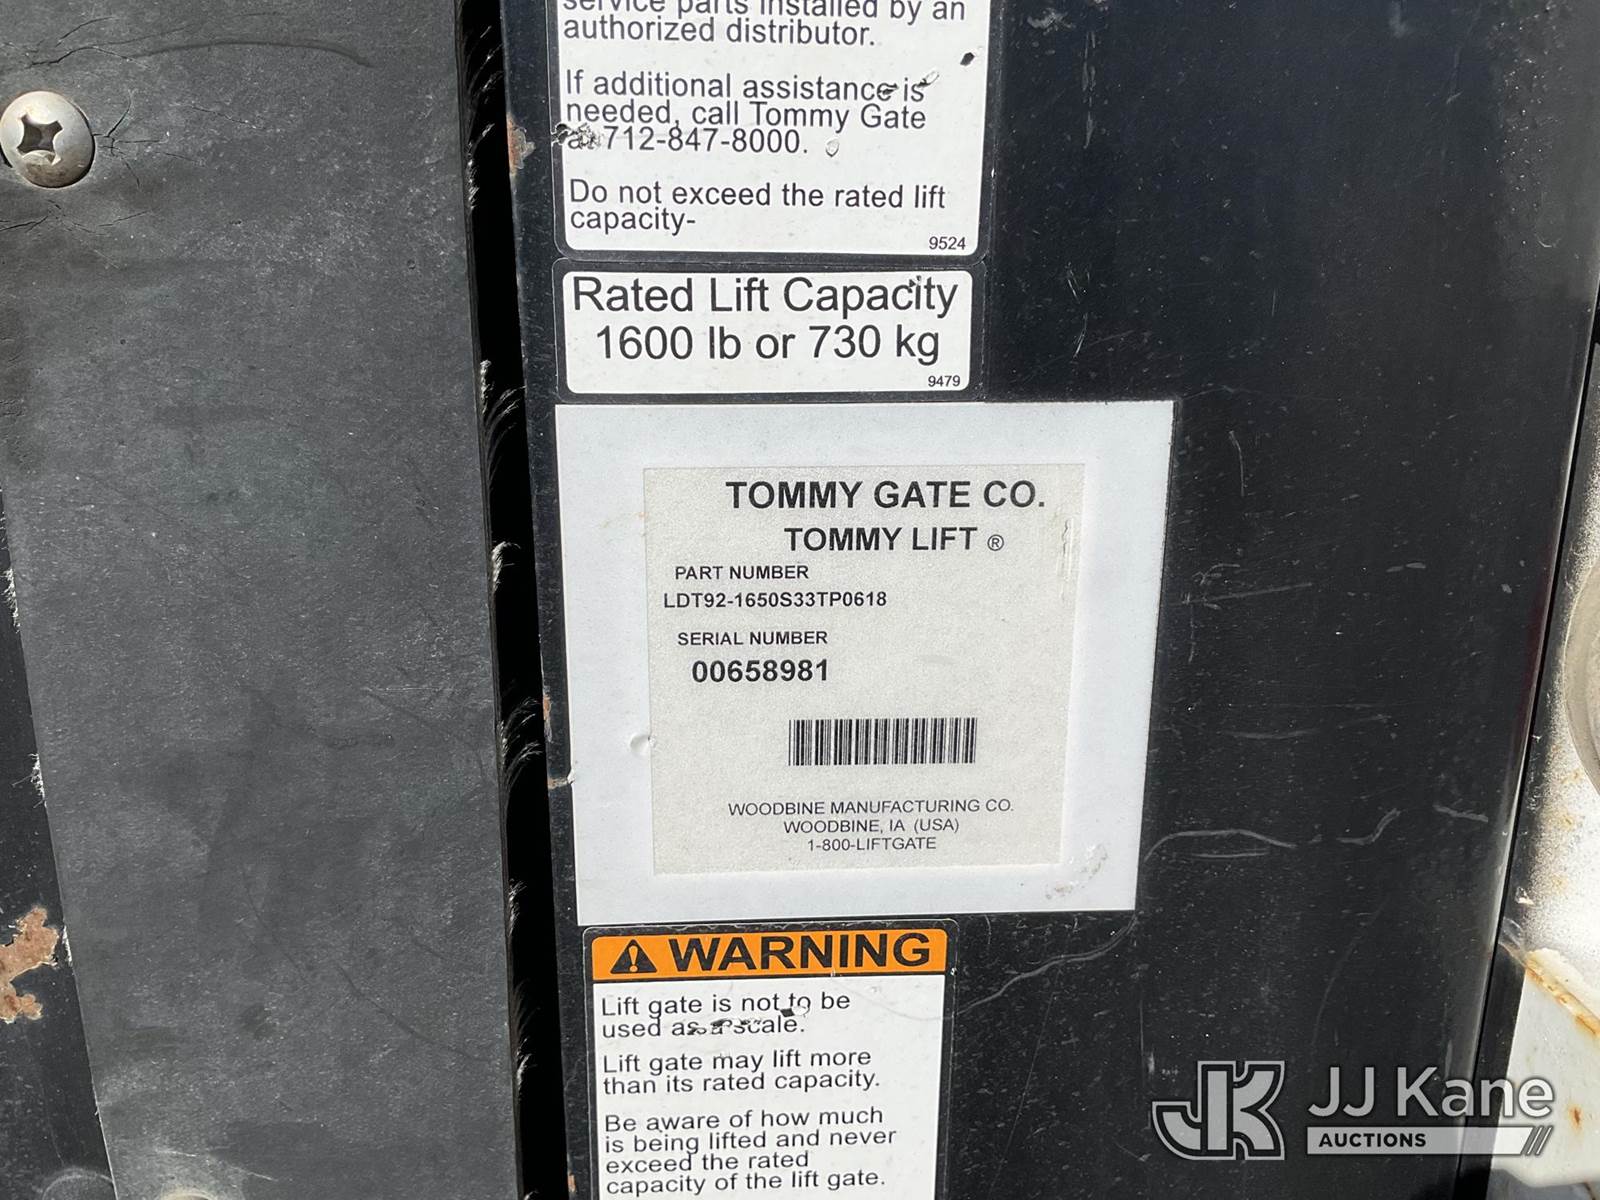 service parts installed by an
authorized distributor.
If additional assistance is
needed, call Tommy Gate
at 712-847-8000.
Do not exceed the rated lift
capacity-
9524
Rated Lift Capacity
1600 lb or 730 kg
9479
TOMMY GATE CO.
TOMMY LIFT ®
PART NUMBER
LDT92-1650S33TP0618
SERIAL NUMBER
00658981
WOODBINE MANUFACTURING CO.
WOODBINE, IA (USA)
1-800-LIFTGATE
WARNING
Lift gate is not to be
used as a scale.
Lift gate may lift more
than its rated capacity.
Be aware of how much
is being lifted and never
exceed the rated
capacity of the lift gate.
JK JJ Kane
AUCTIONS